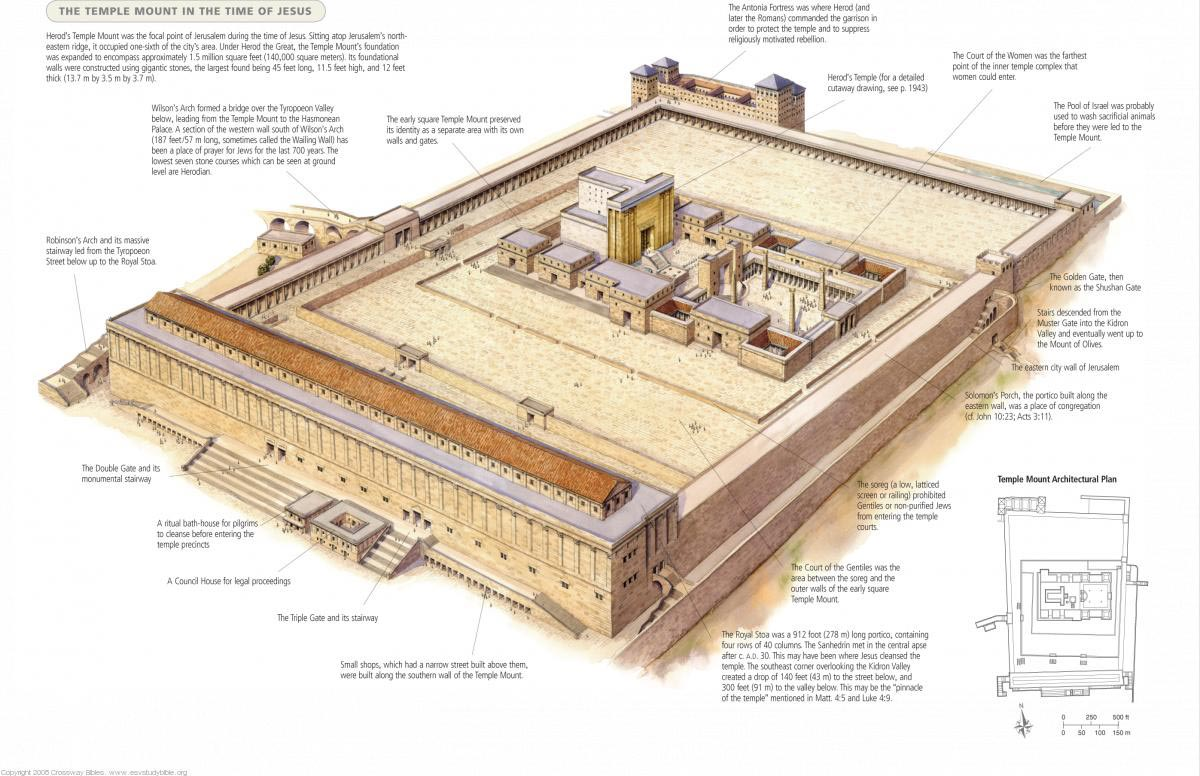 THE TEMPLE MOUNT IN THE TIME OF JESUS
Herod's Temple Mount was the focal point of Jerusalem during the time of Jesus. Sitting atop Jerusalem's north-
eastern ridge, it occupied one-sixth of the city's area. Under Herod the Great, the Temple Mount's foundation
was expanded to encompass approximately 1.5 million square feet (140,000 square meters). Its foundational
walls were constructed using gigantic stones, the largest found being 45 feet long, 11.5 feet high, and 12 feet
thick (13.7 m by 3.5 m by 3.7 m).
The Antonia Fortress was where Herod (and
later the Romans) commanded the garrison in
order to protect the temple and to suppress
religiously motivated rebellion.
Herod's Temple (for a detailed
cutaway drawing, see p. 1943)
The Court of the Women was the farthest
point of the inner temple complex that
women could enter.
The Pool of Israel was probably
used to wash sacrificial animals
before they were led to the
Temple Mount.
Wilson's Arch formed a bridge over the Tyropoeon Valley
below, leading from the Temple Mount to the Hasmonean
Palace. A section of the western wall south of Wilson's Arch
(187 feet/57 m long, sometimes called the Wailing Wall) has
been a place of prayer for Jews for the last 700 years. The
lowest seven stone courses which can be seen at ground
level are Herodian.
The early square Temple Mount preserved
its identity as a separate area with its own
walls and gates.
Robinson's Arch and its massive
stairway led from the Tyropoeon
Street below up to the Royal Stoa.
The Golden Gate, then
known as the Shushan Gate
Stairs descended from the
Muster Gate into the Kidron
Valley and eventually went up to
the Mount of Olives.
The eastern city wall of Jerusalem
Solomon's Porch, the portico built along the
eastern wall, was a place of congregation
(cf. John 10:23; Acts 3:11).
The Double Gate and its
monumental stairway
A ritual bath-house for pilgrims
to cleanse before entering the
temple precincts
A Council House for legal proceedings
The Triple Gate and its stairway
Small shops, which had a narrow street built above them,
were built along the southern wall of the Temple Mount.
The soreg (a low, latticed
screen or railing) prohibited
Gentiles or non-purified Jews
from entering the temple
courts.
The Court of the Gentiles was the
area between the soreg and the
outer walls of the early square
Temple Mount.
The Royal Stoa was a 912 foot (278 m) long portico, containing
four rows of 40 columns. The Sanhedrin met in the central apse
after c. A.D. 30. This may have been where Jesus cleansed the
temple. The southeast corner overlooking the Kidron Valley
created a drop of 140 feet (43 m) to the street below, and
300 feet (91 m) to the valley below. This may be the "pinnacle
of the temple" mentioned in Matt. 4:5 and Luke 4:9.
Temple Mount Architectural Plan
N
0 250 500 ft
0 50 100 150 m
Copyright 2008 Crossway Bibles. www.esvstudybible.org